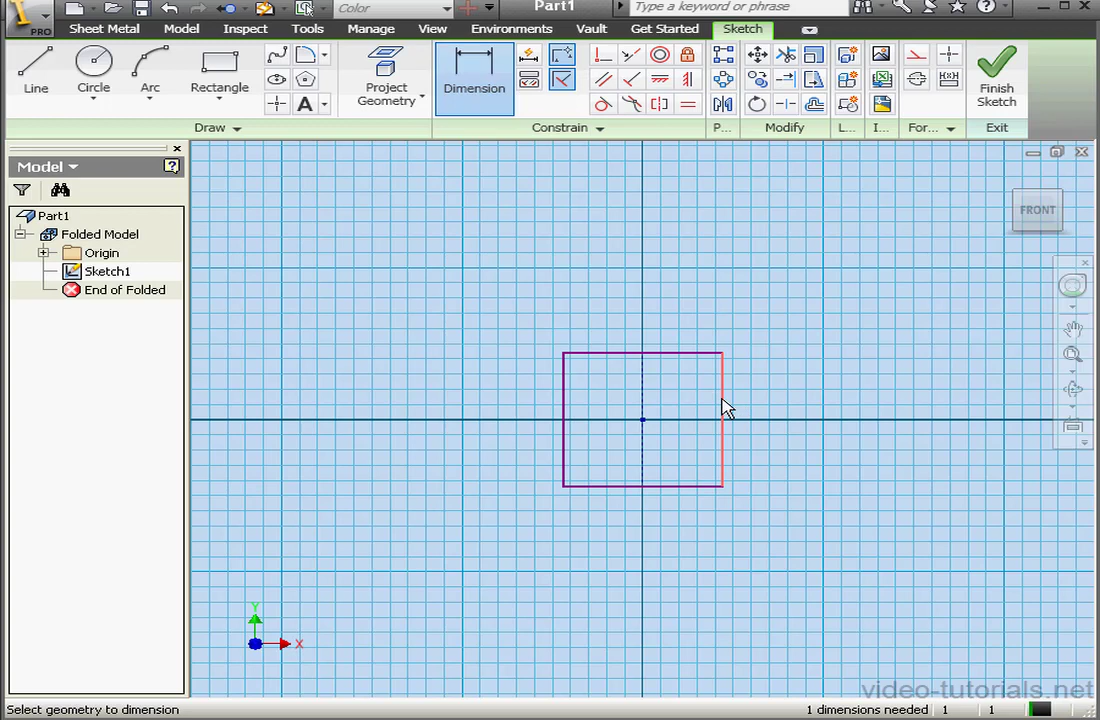 Color
Part1
Type a keyword or phrase
PRO
Sheet Metal
Model
Inspect
Tools
Manage
View
Environments
Vault
Get Started
Sketch
Line
Circle
Arc
Rectangle
A
Project
Geometry
Dimension
Finish
Sketch
Draw
Constrain
P...
Modify
L...
I...
For...
Exit
Model
Part1
Folded Model
Origin
Sketch1
End of Folded
FRONT
Y
X
video-tutorials.net
Select geometry to dimension
1 dimensions needed
1
1